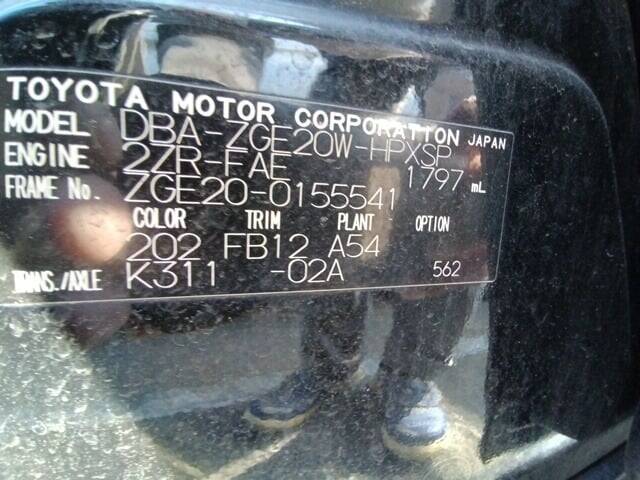 TOYOTA MOTOR CORPORATION JAPAN
MODEL DBA-ZGE20W-HPXSP
ENGINE 2ZR-FAE 1797 mL
FRAME No. ZGE20-0155541
COLOR TRIM PLANT OPTION
202 FB12 A54
TRANS./AXLE K311 -02A 562